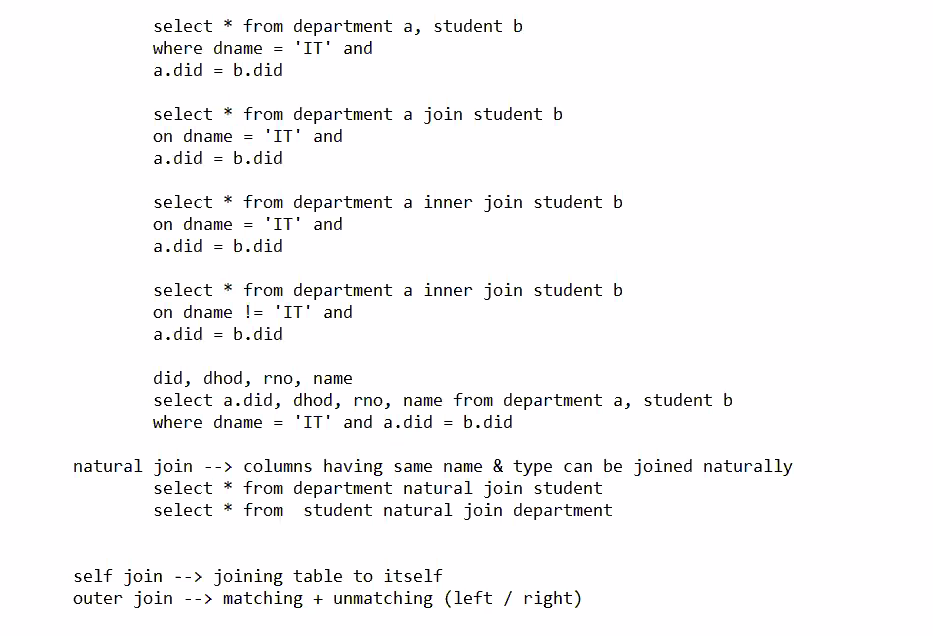 select * from department a, student b
where dname = 'IT' and
a.did = b.did
select * from department a join student b
on dname = 'IT' and
a.did = b.did
select * from department a inner join student b
on dname = 'IT' and
a.did = b.did
select * from department a inner join student b
on dname != 'IT' and
a.did = b.did
did, dhod, rno, name
select a.did, dhod, rno, name from department a, student b
where dname = 'IT' and a.did = b.did
natural join --> columns having same name & type can be joined naturally
select * from department natural join student
select * from  student natural join department
self join --> joining table to itself
outer join --> matching + unmatching (left / right)